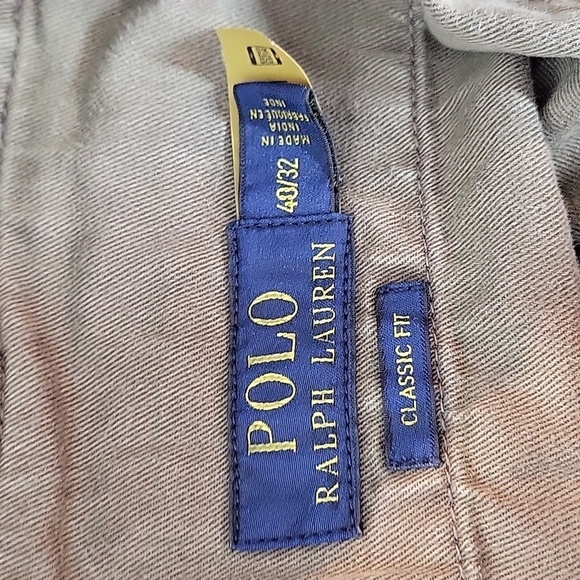 POLO
RALPH LAUREN
40/32
MADE IN
INDIA
FABRIQUÉ EN
INDE
CLASSIC FIT